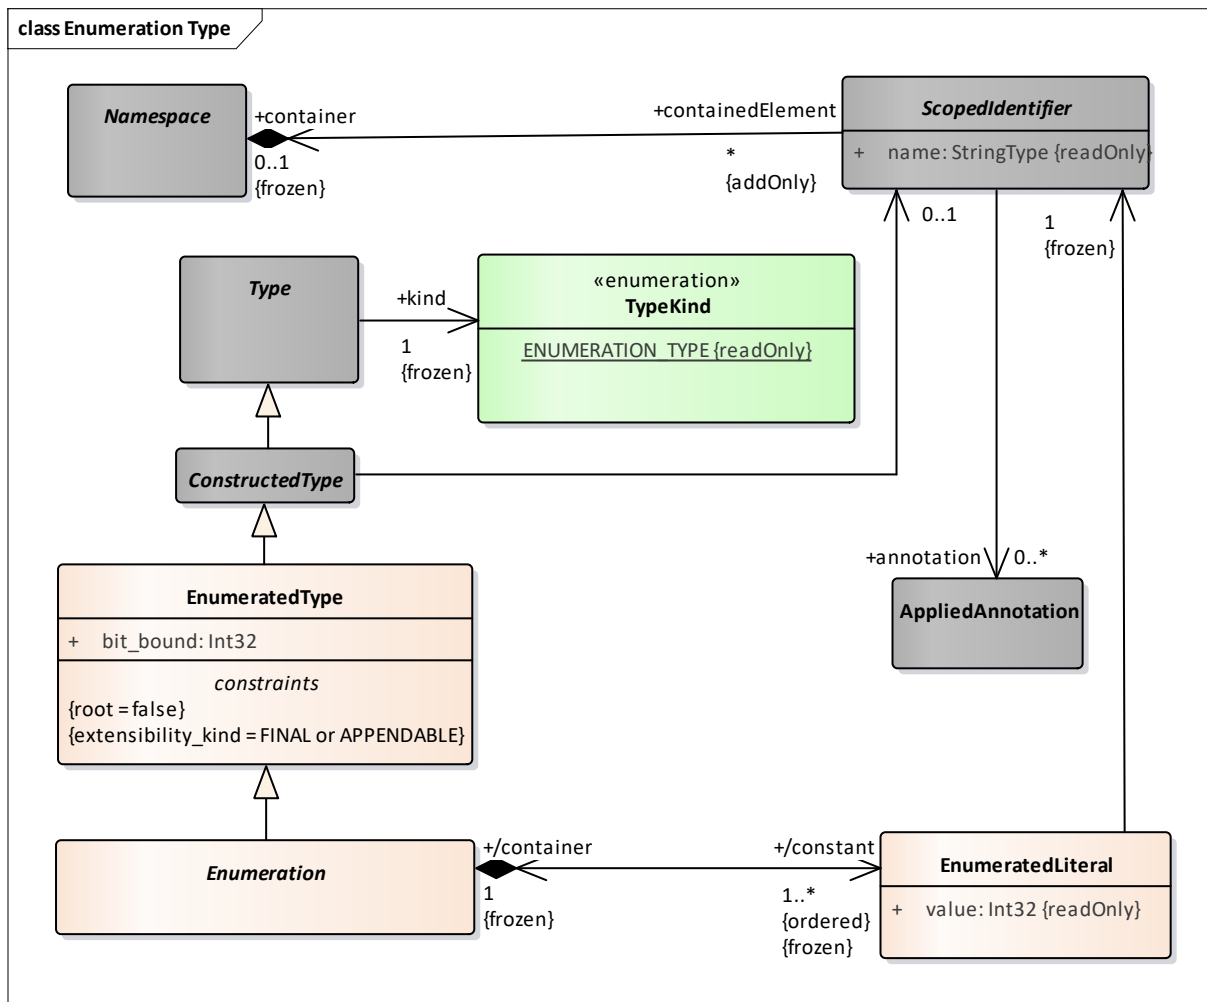 class Enumeration Type
Namespace
+container
0..1
{frozen}
+containedElement
*
{addOnly}
ScopedIdentifier
+ name: StringType {readOnly}
0..1
1
{frozen}
Type
+kind
1
{frozen}
«enumeration»
TypeKind
ENUMERATION_TYPE {readOnly}
ConstructedType
+annotation
0..*
AppliedAnnotation
EnumeratedType
+ bit_bound: Int32
constraints
{root = false}
{extensibility_kind = FINAL or APPENDABLE}
Enumeration
+/container
1
{frozen}
+/constant
1..*
{ordered}
{frozen}
EnumeratedLiteral
+ value: Int32 {readOnly}